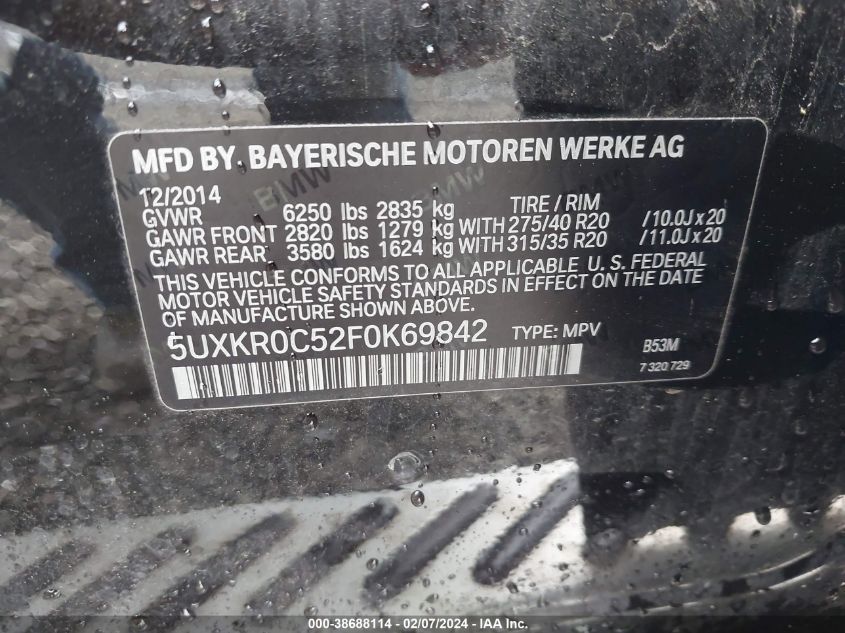 MFD BY. BAYERISCHE MOTOREN WERKE AG
12/2014
GVWR 6250 lbs 2835 kg TIRE / RIM
GAWR FRONT 2820 lbs 1279 kg WITH 275/40 R20 /10.0J x 20
GAWR REAR 3580 lbs 1624 kg WITH 315/35 R20 /11.0J x 20
THIS VEHICLE CONFORMS TO ALL APPLICABLE U. S. FEDERAL
MOTOR VEHICLE SAFETY STANDARDS IN EFFECT ON THE DATE
OF MANUFACTURE SHOWN ABOVE.
5UXKR0C52F0K69842 TYPE: MPV B53M
7 320 729
BMW
BMW
BMW
000-38688114 - 02/07/2024 - IAA Inc.